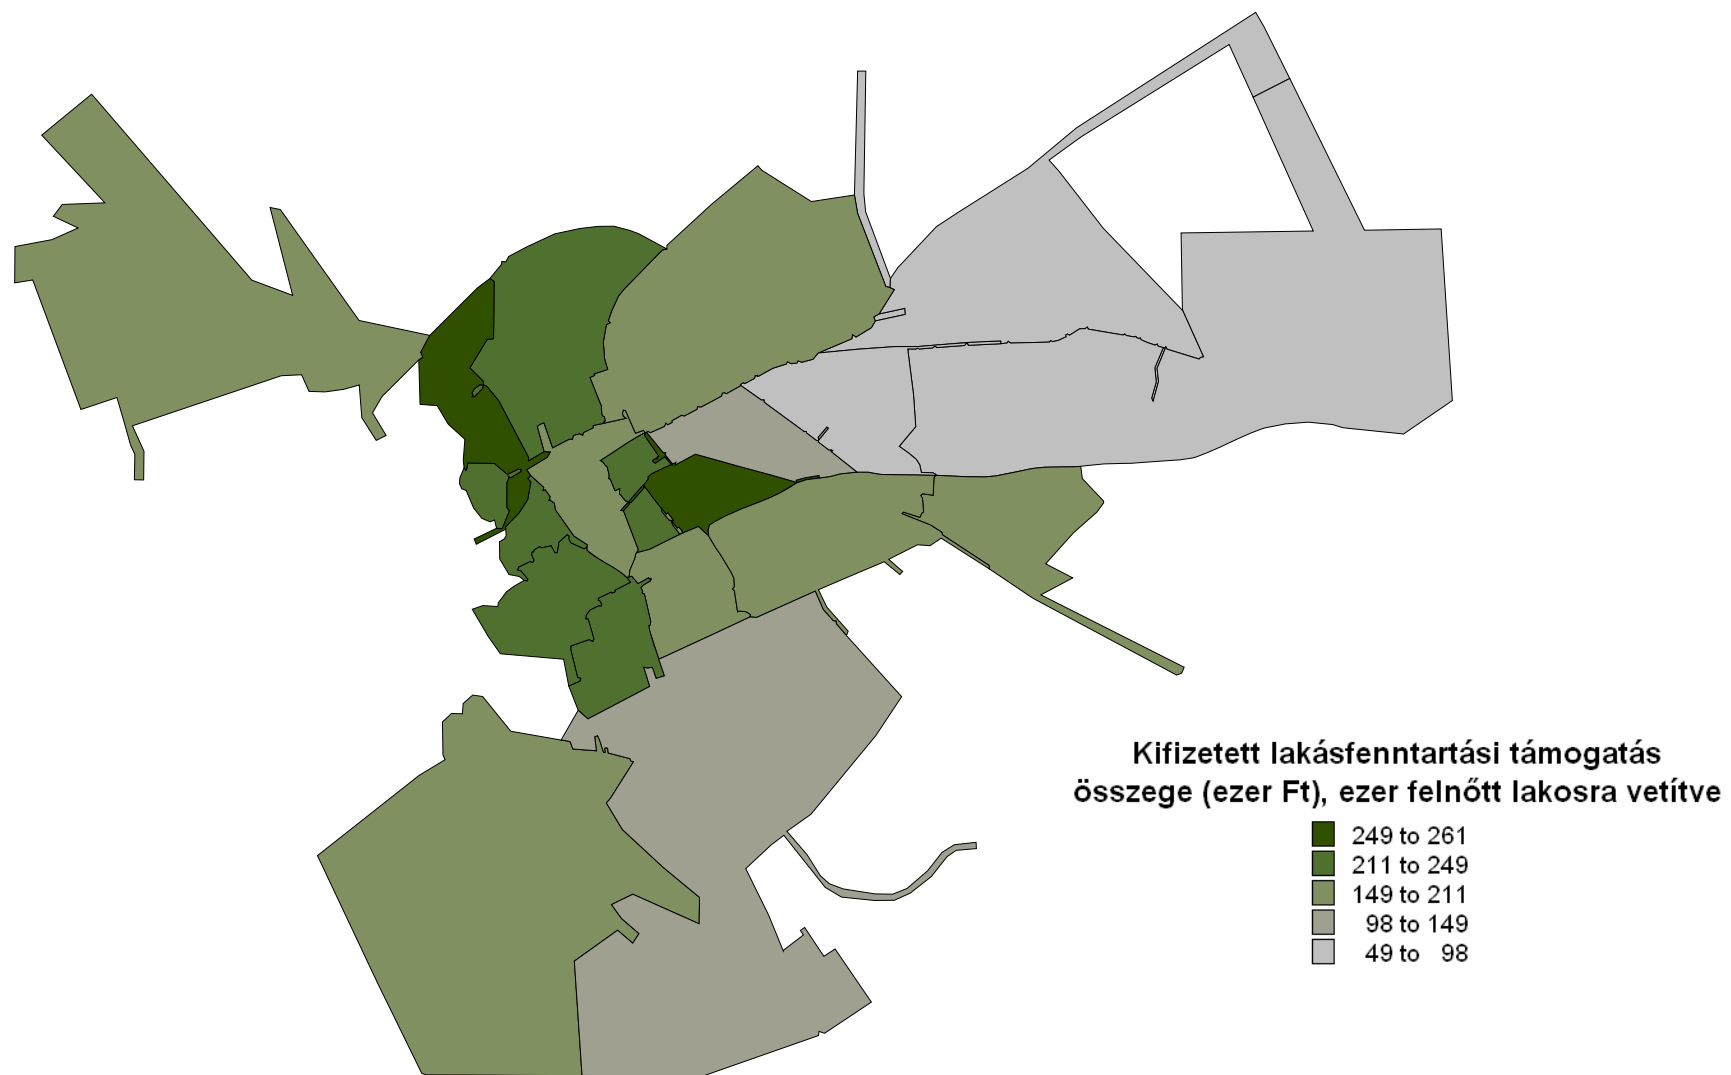 Kifizetett lakásfenntartási támogatás
összege (ezer Ft), ezer felnőtt lakosra vetítve
249 to 261
211 to 249
149 to 211
98 to 149
49 to 98